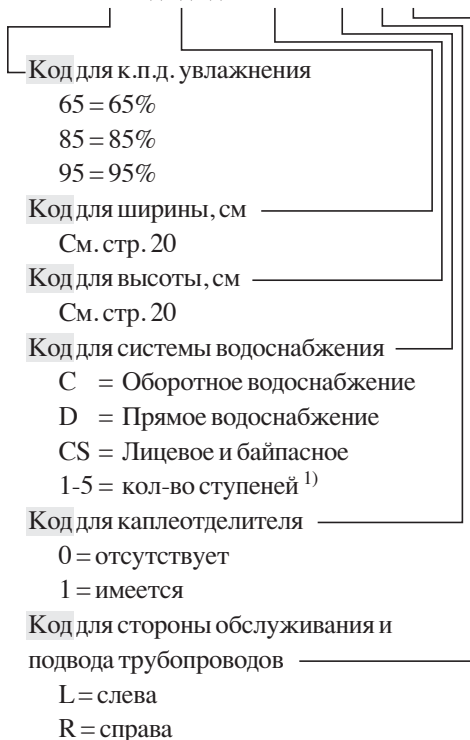 Код для к.п.д. увлажнения
65 = 65%
85 = 85%
95 = 95%
Код для ширины, см
См. стр. 20
Код для высоты, см
См. стр. 20
Код для системы водоснабжения
C = Оборотное водоснабжение
D = Прямое водоснабжение
CS = Лицевое и байпасное
1-5 = кол-во ступеней 1)
Код для каплеотделителя
0 = отсутствует
1 = имеется
Код для стороны обслуживания и
подвода трубопроводов
L = слева
R = справа